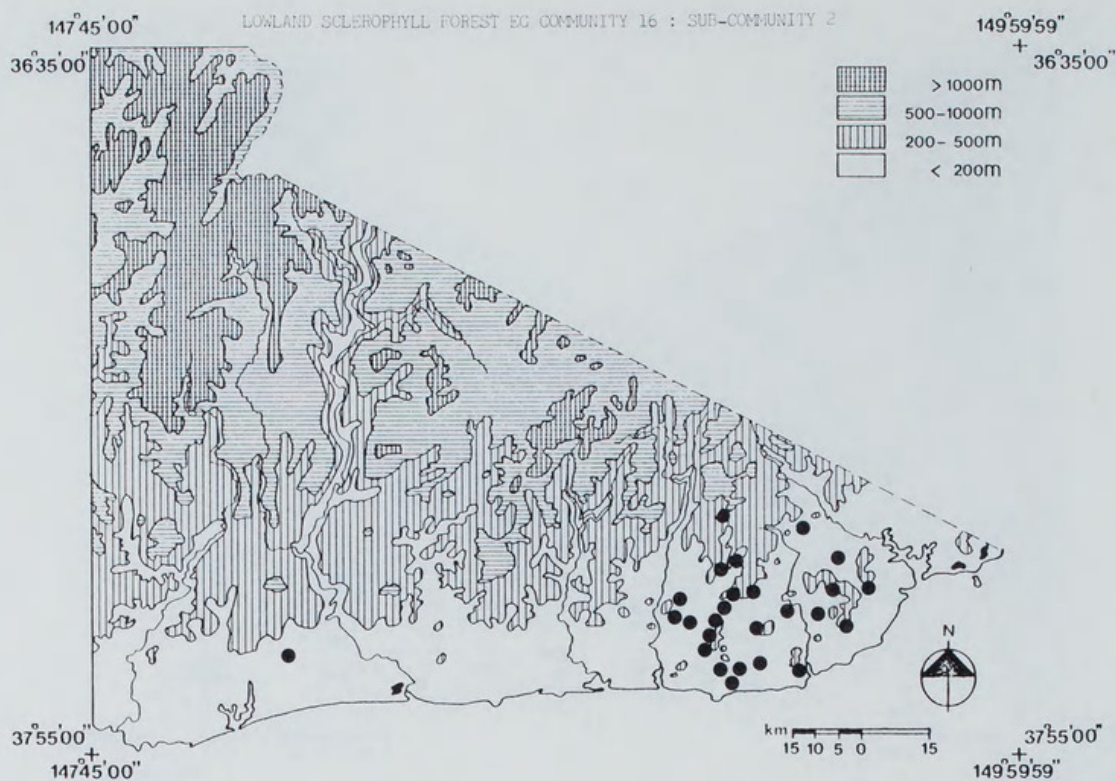 LOWLAND SCLEROPHYLL FOREST EG COMMUNITY 16 : SUB-COMMUNITY 2
147°45'00"
149°59'59"
36°35'00"
36°35'00"
> 1000m
500-1000m
200- 500m
< 200m
N
km
15 10 5 0 15
37°55'00"
37°55'00"
147°45'00"
149°59'59"